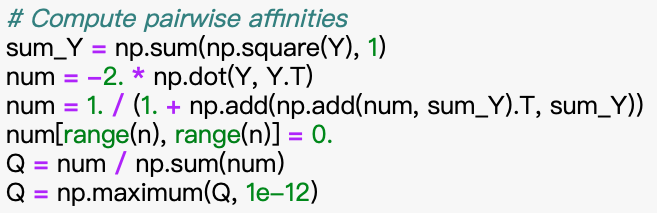 # Compute pairwise affinities
sum_Y = np.sum(np.square(Y), 1)
num = -2. * np.dot(Y, Y.T)
num = 1. / (1. + np.add(np.add(num, sum_Y).T, sum_Y))
num[range(n), range(n)] = 0.
Q = num / np.sum(num)
Q = np.maximum(Q, 1e-12)